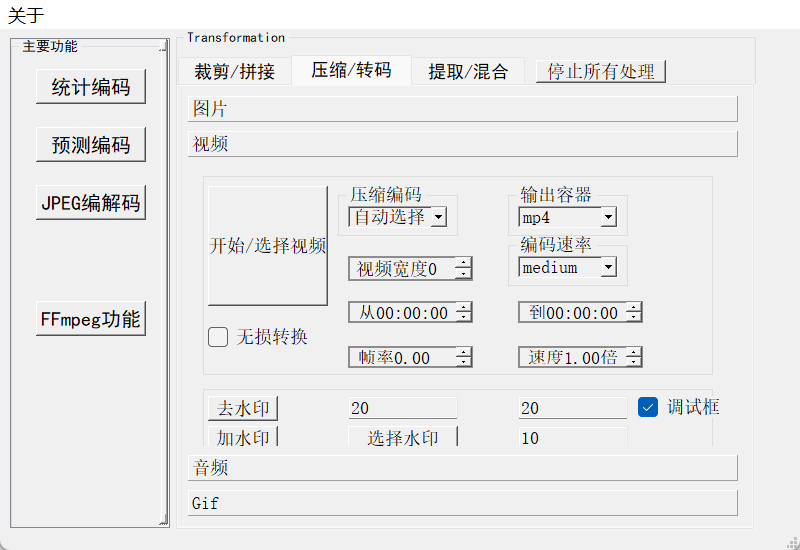 关于
主要功能
统计编码
预测编码
JPEG编解码
FFmpeg功能
Transformation
裁剪/拼接
压缩/转码
提取/混合
停止所有处理
图片
视频
开始/选择视频
无损转换
压缩编码
自动选择
输出容器
mp4
编码速率
medium
视频宽度0
从00:00:00
到00:00:00
帧率0.00
速度1.00倍
去水印
20
20
调试框
加水印
选择水印
10
音频
Gif